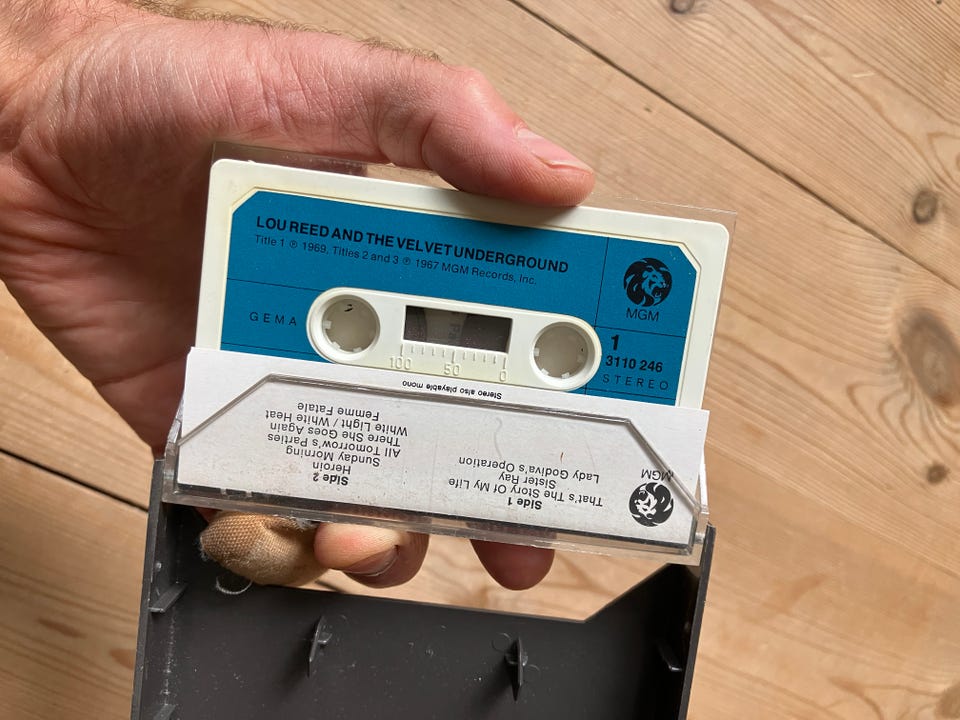 LOU REED AND THE VELVET UNDERGROUND
Title 1 ℗ 1969. Titles 2 and 3 ℗ 1967 MGM Records, Inc.
MGM
GEMA
1
3110 246
STEREO
100 50 0
Stereo also playable mono
MGM
Side 1
That's The Story Of My Life
Sister Ray
Lady Godiva's Operation
Side 2
Heroin
Sunday Morning
All Tomorrow's Parties
There She Goes Again
White Light / White Heat
Femme Fatale